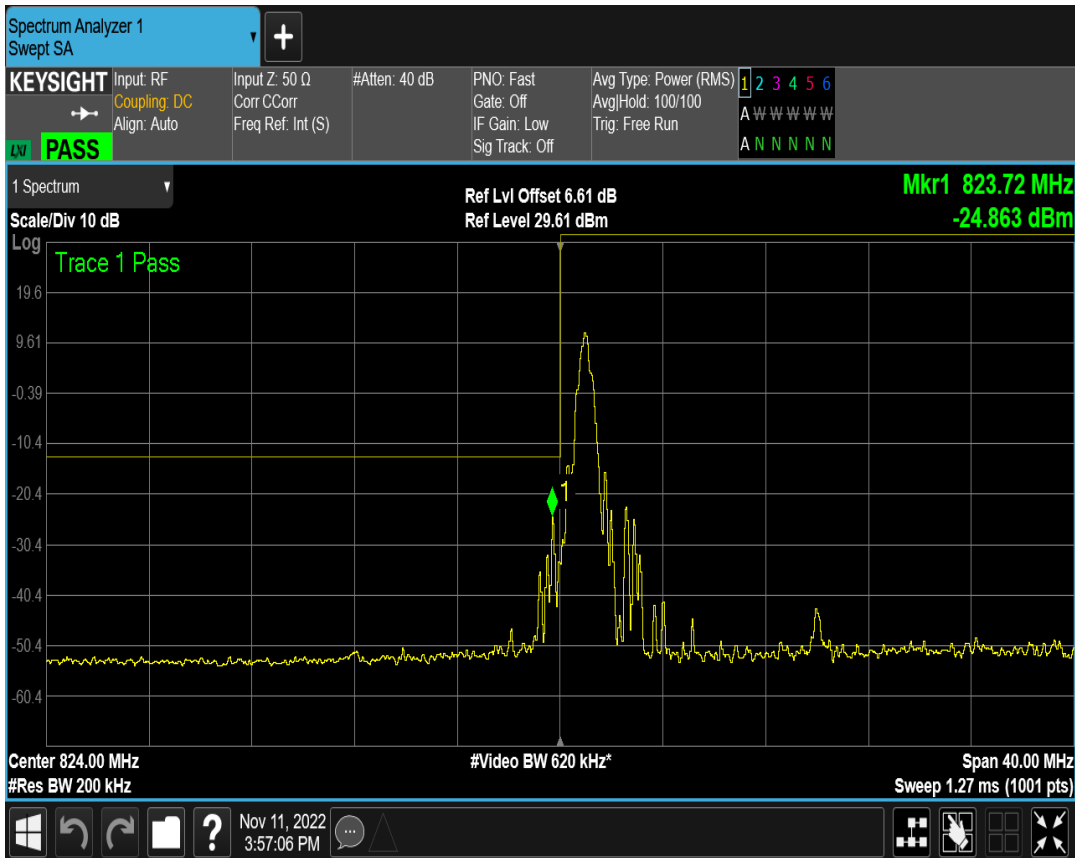 Spectrum Analyzer 1
Swept SA
+
KEYSIGHT
LXI PASS
Input: RF
Coupling: DC
Align: Auto
Input Z: 50 Ω
Corr CCorr
Freq Ref: Int (S)
#Atten: 40 dB
PNO: Fast
Gate: Off
IF Gain: Low
Sig Track: Off
Avg Type: Power (RMS)
Avg|Hold: 100/100
Trig: Free Run
1 2 3 4 5 6
A W W W W W
A N N N N N
1 Spectrum
Scale/Div 10 dB
Ref Lvl Offset 6.61 dB
Ref Level 29.61 dBm
Mkr1 823.72 MHz
-24.863 dBm
Log
Trace 1 Pass
19.6
9.61
-0.39
-10.4
-20.4
1
-30.4
-40.4
-50.4
-60.4
Center 824.00 MHz
#Res BW 200 kHz
#Video BW 620 kHz*
Span 40.00 MHz
Sweep 1.27 ms (1001 pts)
?
Nov 11, 2022
3:57:06 PM